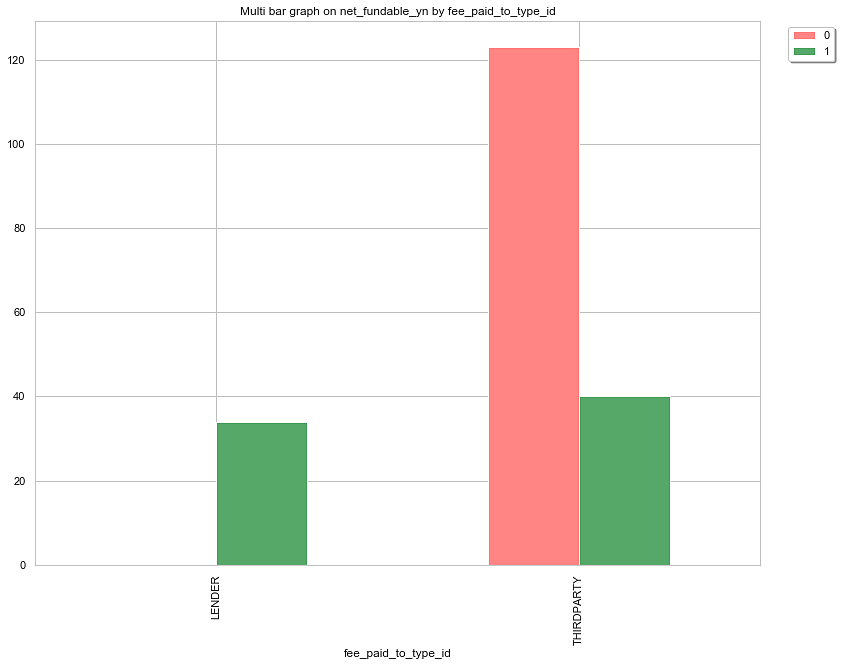 Multi bar graph on net_fundable_yn by fee_paid_to_type_id
0
1
120
100
80
60
40
20
0
LENDER
THIRDPARTY
fee_paid_to_type_id